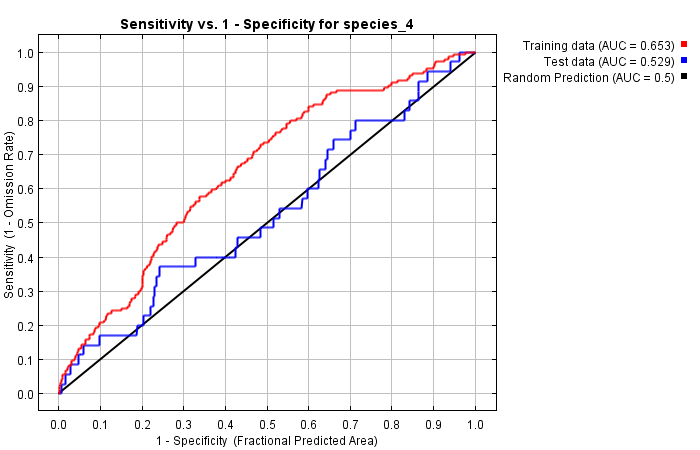 Sensitivity vs. 1 - Specificity for species_4
Training data (AUC = 0.653)
Test data (AUC = 0.529)
Random Prediction (AUC = 0.5)
Sensitivity (1 - Omission Rate)
1.0
0.9
0.8
0.7
0.6
0.5
0.4
0.3
0.2
0.1
0.0
0.0 0.1 0.2 0.3 0.4 0.5 0.6 0.7 0.8 0.9 1.0
1 - Specificity (Fractional Predicted Area)